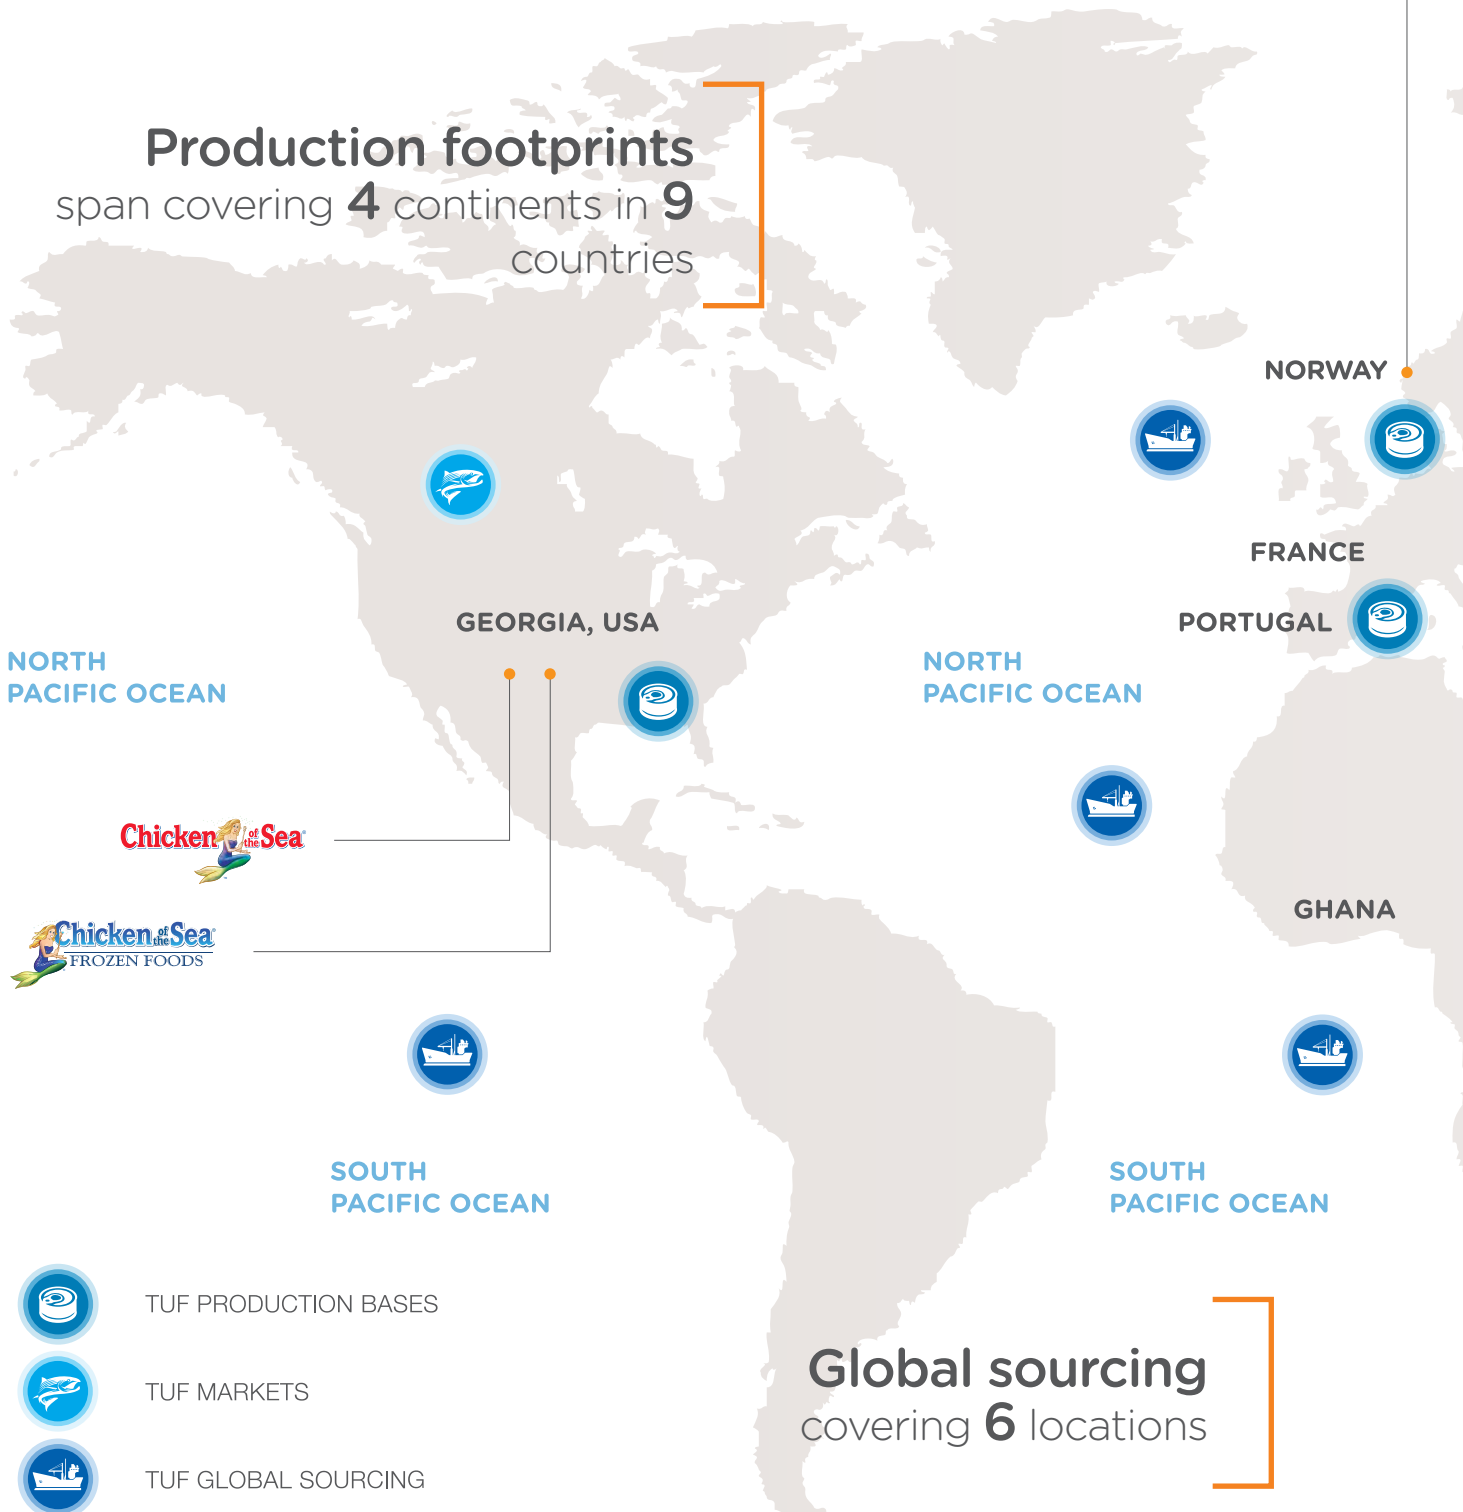 Production footprints
span covering 4 continents in 9
countries
NORWAY
FRANCE
PORTUGAL
GEORGIA, USA
NORTH
PACIFIC OCEAN
NORTH
PACIFIC OCEAN
Chicken of the Sea
GHANA
Chicken of the Sea
FROZEN FOODS
SOUTH
PACIFIC OCEAN
SOUTH
PACIFIC OCEAN
TUF PRODUCTION BASES
TUF MARKETS
TUF GLOBAL SOURCING
Global sourcing
covering 6 locations